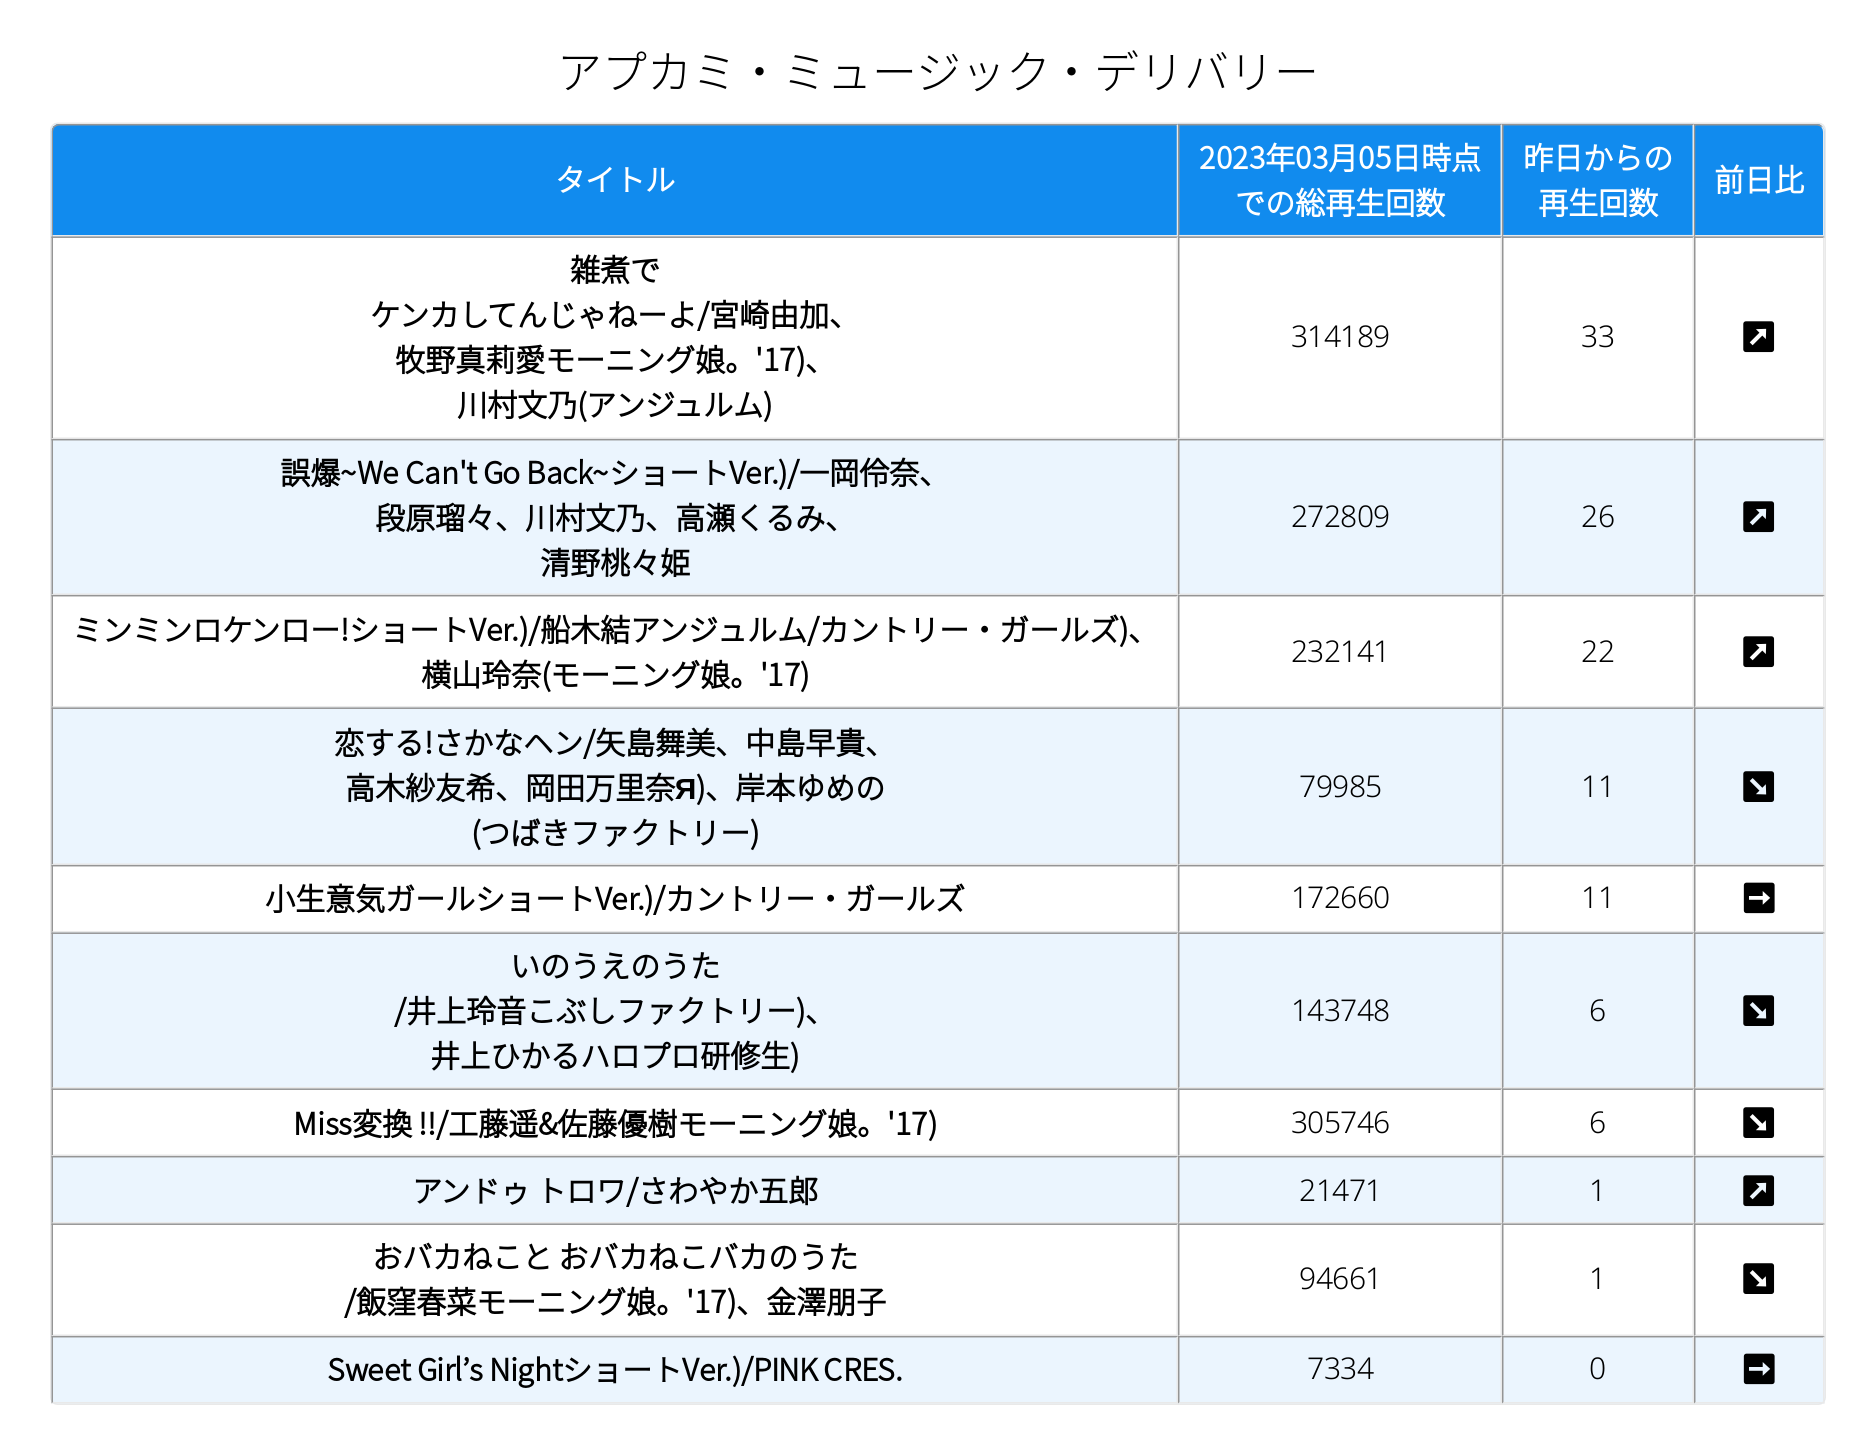 アプカミ・ミュージック・デリバリー
タイトル
2023年03月05日時点
での総再生回数
昨日からの
再生回数
前日比
雑煮で
ケンカしてんじゃねーよ/宮崎由加、
牧野真莉愛モーニング娘。'17)、
川村文乃(アンジュルム)
314189
33
誤爆~We Can't Go Back~ショートVer.)/一岡伶奈、
段原瑠々、川村文乃、高瀬くるみ、
清野桃々姫
272809
26
ミンミンロケンロー!ショートVer.)/船木結アンジュルム/カントリー・ガールズ)、
横山玲奈(モーニング娘。'17)
232141
22
恋する!さかなヘン/矢島舞美、中島早貴、
高木紗友希、岡田万里奈я)、岸本ゆめの
(つばきファクトリー)
79985
11
小生意気ガールショートVer.)/カントリー・ガールズ
172660
11
いのうえのうた
/井上玲音こぶしファクトリー)、
井上ひかるハロプロ研修生)
143748
6
Miss変換 !!/工藤遥&佐藤優樹モーニング娘。'17)
305746
6
アンドゥ トロワ/さわやか五郎
21471
1
おバカねこと おバカねこバカのうた
/飯窪春菜モーニング娘。'17)、金澤朋子
94661
1
Sweet Girl’s NightショートVer.)/PINK CRES.
7334
0